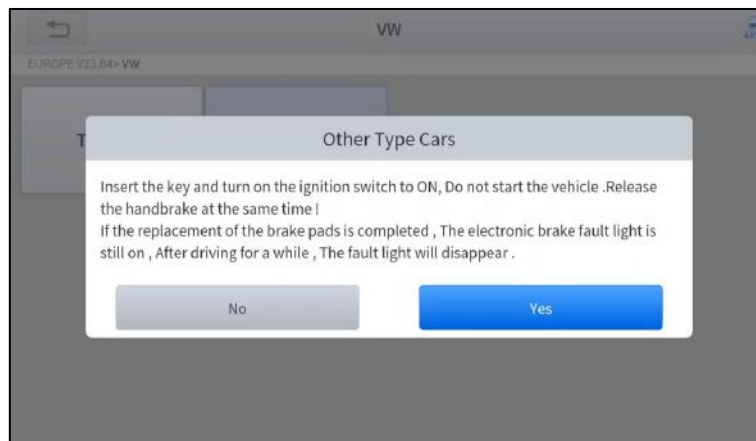 VW
EUROPE.V23.84> VW
Other Type Cars
Insert the key and turn on the ignition switch to ON, Do not start the vehicle .Release
the handbrake at the same time !
If the replacement of the brake pads is completed , The electronic brake fault light is
still on , After driving for a while , The fault light will disappear .
No
Yes